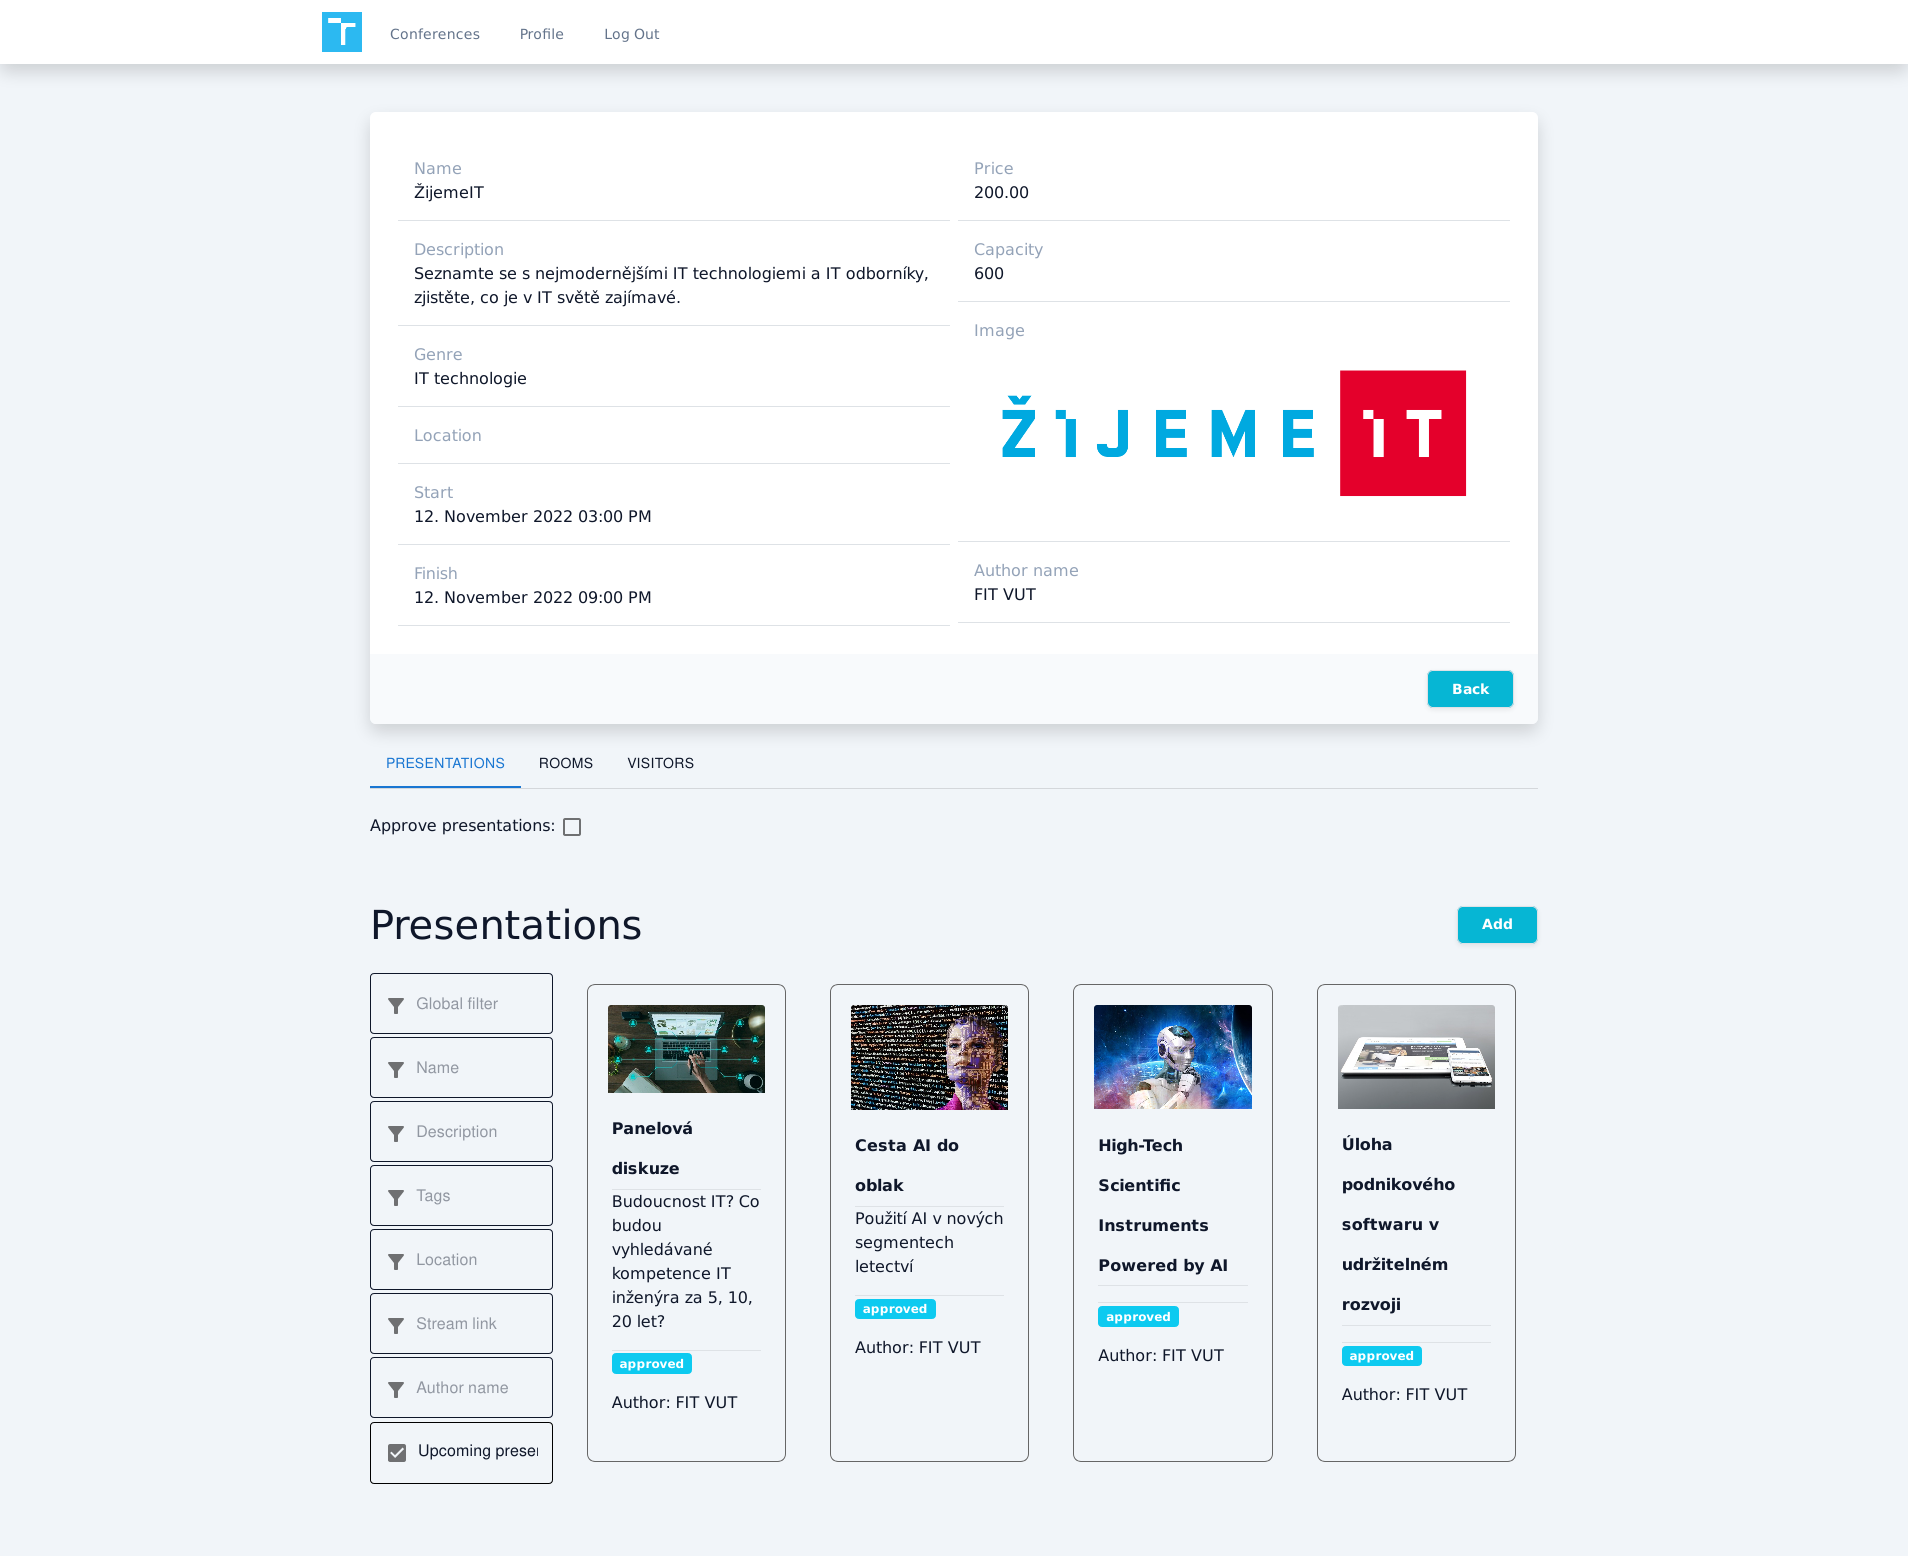 Conferences
Profile
Log Out
Name
ŽijemeIT
Description
Seznamte se s nejmodernějšími IT technologiemi a IT odborníky,
zjistěte, co je v IT světě zajímavé.
Genre
IT technologie
Location
Start
12. November 2022 03:00 PM
Finish
12. November 2022 09:00 PM
Price
200.00
Capacity
600
Image
ŽIJEME IT
Author name
FIT VUT
Back
PRESENTATIONS
ROOMS
VISITORS
Approve presentations:
Presentations
Add
Global filter
Name
Description
Tags
Location
Stream link
Author name
Upcoming preser
Panelová
diskuze
Budoucnost IT? Co
budou
vyhledávané
kompetence IT
inženýra za 5, 10,
20 let?
approved
Author: FIT VUT
Cesta AI do
oblak
Použití AI v nových
segmentech
letectví
approved
Author: FIT VUT
High-Tech
Scientific
Instruments
Powered by AI
approved
Author: FIT VUT
Úloha
podnikového
softwaru v
udržitelném
rozvoji
approved
Author: FIT VUT